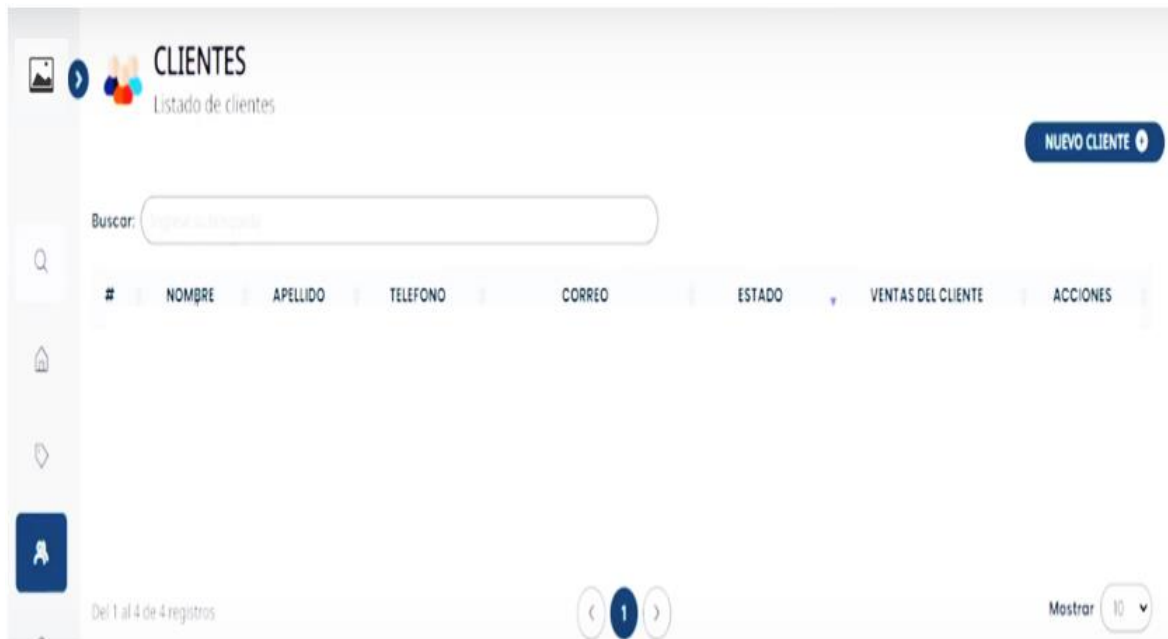 CLIENTES
Listado de clientes
NUEVO CLIENTE
Buscar:
# NOMBRE APELLIDO TELEFONO CORREO ESTADO VENTAS DEL CLIENTE ACCIONES
Del 1 al 4 de 4 registros
1
Mostrar 10